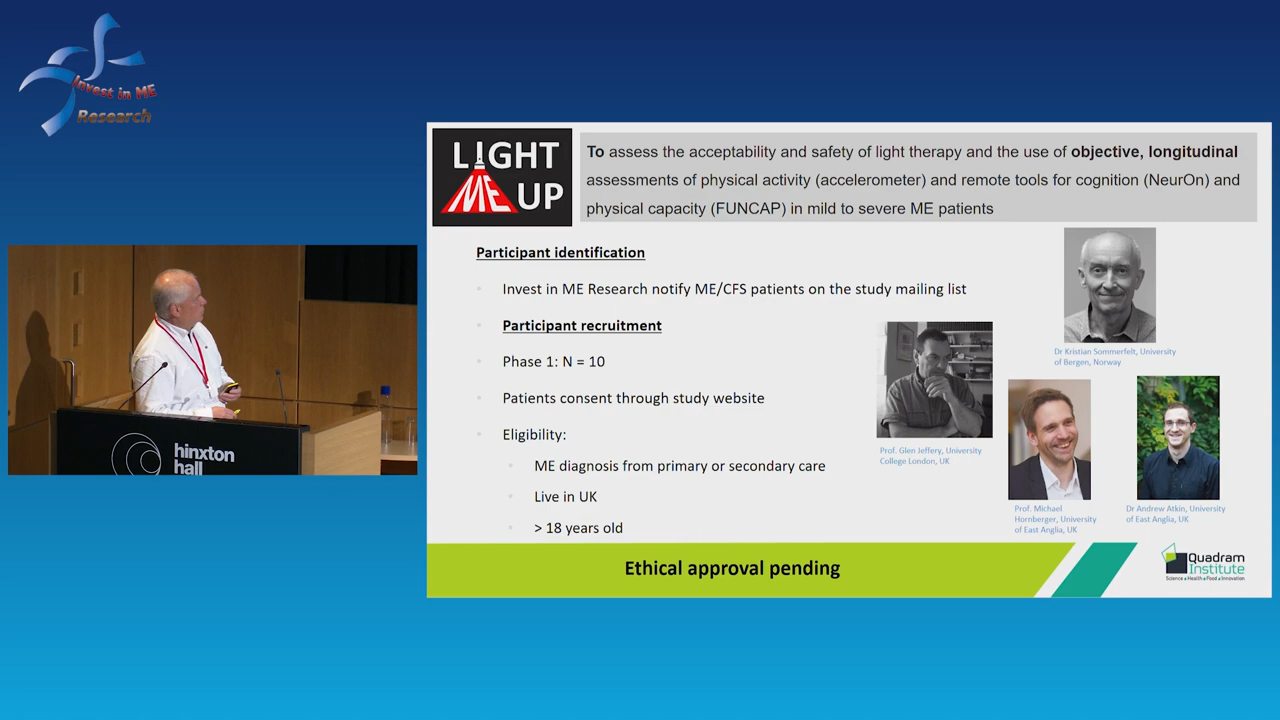 Invest in ME
Research
LIGHT
ME UP
To assess the acceptability and safety of light therapy and the use of objective, longitudinal
assessments of physical activity (accelerometer) and remote tools for cognition (NeurOn) and
physical capacity (FUNCAP) in mild to severe ME patients
Participant identification
Invest in ME Research notify ME/CFS patients on the study mailing list
Participant recruitment
Phase 1: N = 10
Patients consent through study website
Eligibility:
ME diagnosis from primary or secondary care
Live in UK
> 18 years old
Dr Kristian Sommerfelt, University
of Bergen, Norway
Prof. Glen Jeffery, University
College London, UK
Prof. Michael
Hornberger, University
of East Anglia, UK
Dr Andrew Atkin, University
of East Anglia, UK
Ethical approval pending
Quadram
Institute
Science Health Food Innovation
hinxton
hall